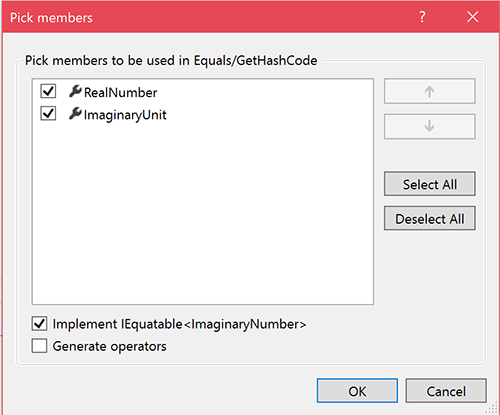 Pick members
?
Pick members to be used in Equals/GetHashCode
RealNumber
ImaginaryUnit
Select All
Deselect All
Implement IEquatable<ImaginaryNumber>
Generate operators
OK
Cancel